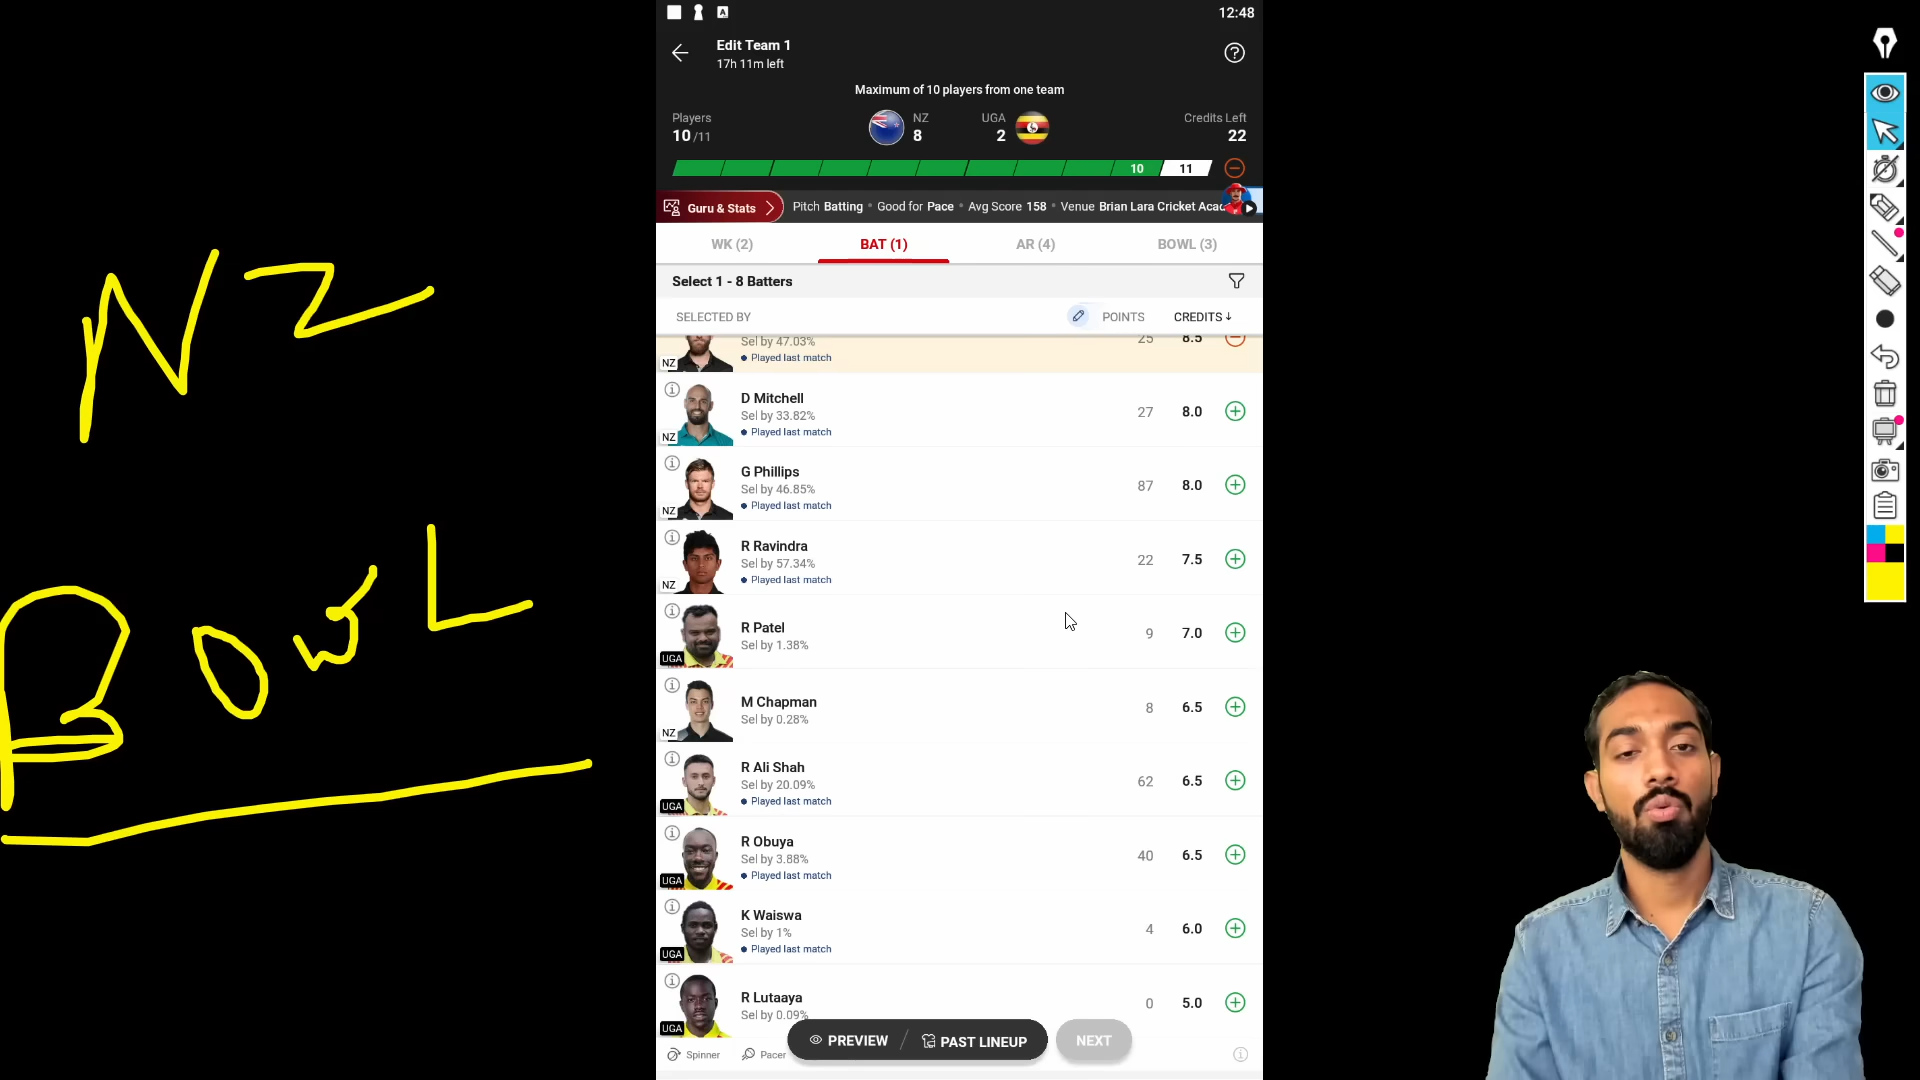 12:48
Edit Team 1
17h 11m left
Maximum of 10 players from one team
Players NZ UGA Credits Left
10/11 8 2 22
10 11
Guru & Stats Pitch Batting • Good for Pace • Avg Score 158 • Venue Brian Lara Cricket Acad
WK (2) BAT (1) AR (4) BOWL (3)
Select 1 - 8 Batters
SELECTED BY POINTS CREDITS↓
Sel by 47.03% 25 8.5
NZ Played last match
D Mitchell
Sel by 33.82% 27 8.0
NZ Played last match
G Phillips
Sel by 46.85% 87 8.0
NZ Played last match
R Ravindra
Sel by 57.34% 22 7.5
NZ Played last match
R Patel
Sel by 1.38% 9 7.0
UGA
M Chapman
Sel by 0.28% 8 6.5
NZ
R Ali Shah
Sel by 20.09% 62 6.5
UGA Played last match
R Obuya
Sel by 3.88% 40 6.5
UGA Played last match
K Waiswa
Sel by 1% 4 6.0
UGA Played last match
R Lutaaya
Sel by 0.09% 0 5.0
UGA
PREVIEW / PAST LINEUP NEXT
Spinner Pacer
NZ
BowL